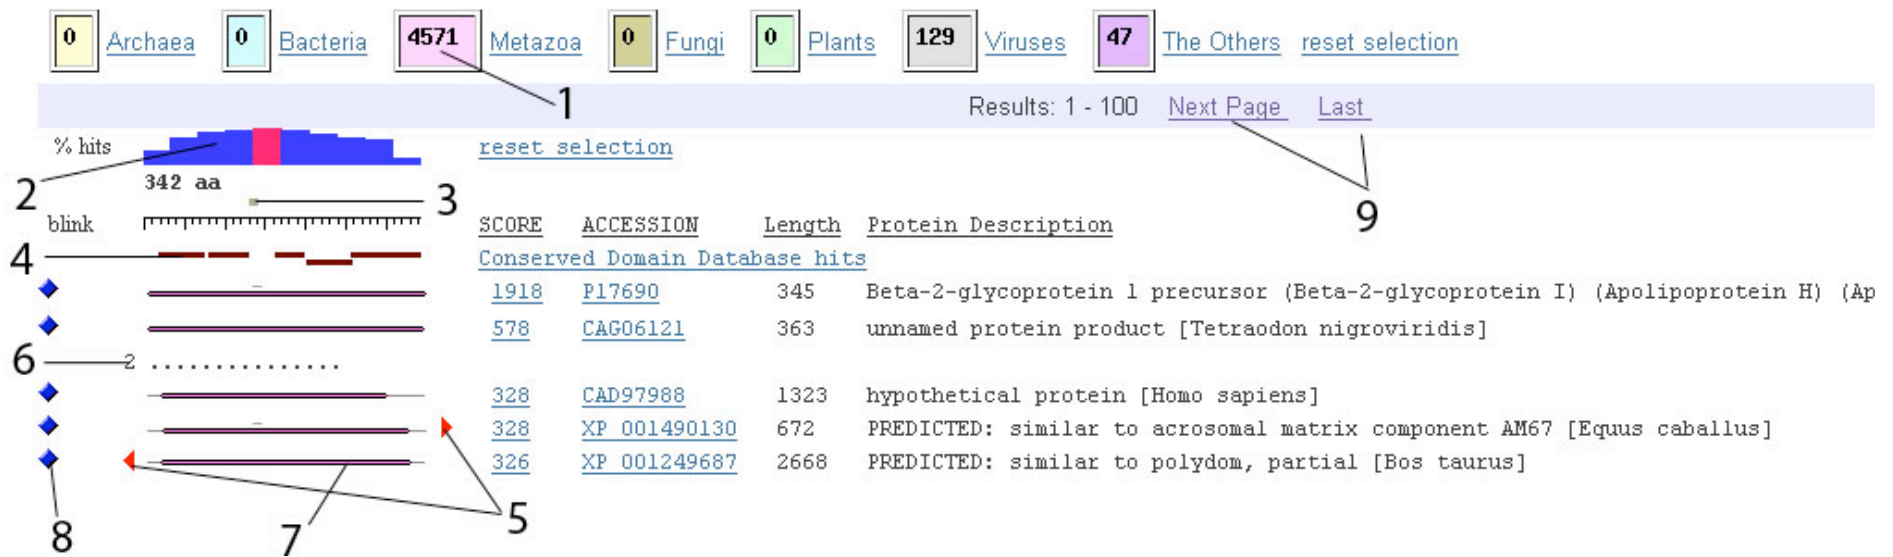 0 Archaea 0 Bacteria 4571 Metazoa 0 Fungi 0 Plants 129 Viruses 47 The Others reset selection
1
Results: 1 - 100 Next Page Last
% hits reset selection
2 342 aa
3 9
blink SCORE ACCESSION Length Protein Description
4 Conserved Domain Database hits
1918 P17690 345 Beta-2-glycoprotein 1 precursor (Beta-2-glycoprotein I) (Apolipoprotein H) (Ap
578 CAG06121 363 unnamed protein product [Tetraodon nigroviridis]
6 2 ...............
328 CAD97988 1323 hypothetical protein [Homo sapiens]
328 XP 001490130 672 PREDICTED: similar to acrosomal matrix component AM67 [Equus caballus]
326 XP 001249687 2668 PREDICTED: similar to polydom, partial [Bos taurus]
8 7 5